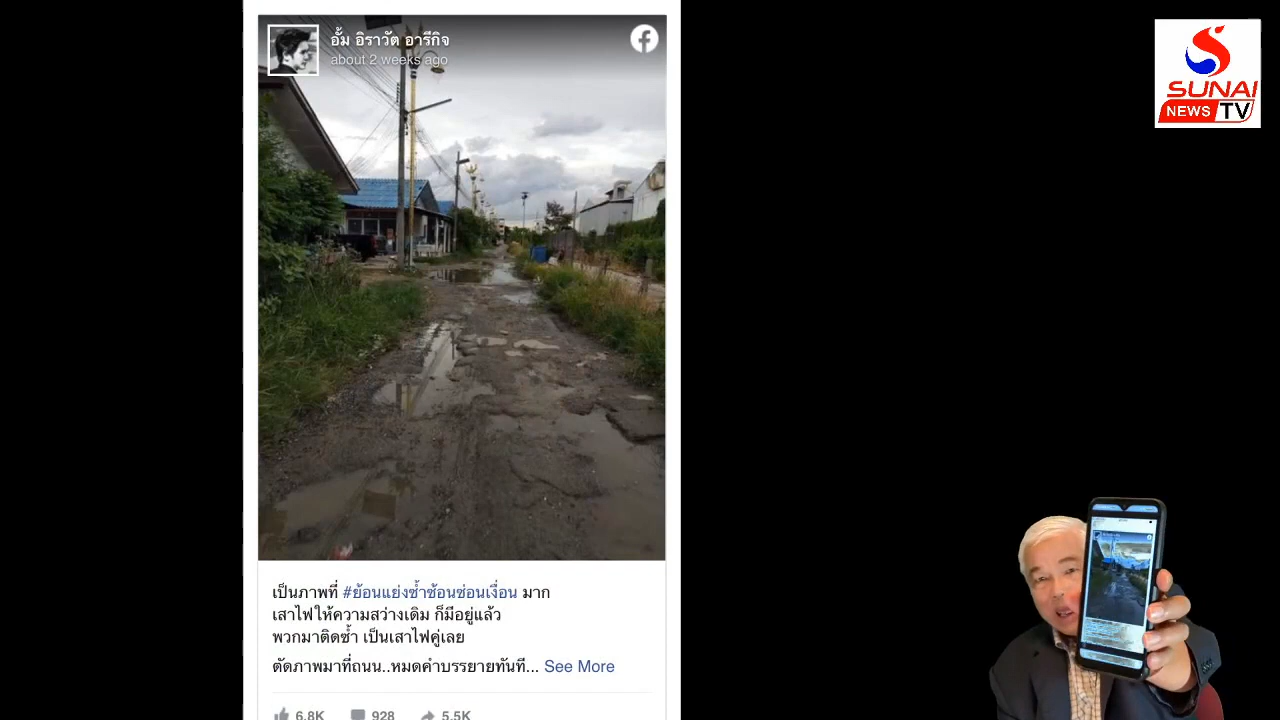 อั้ม อิราวัต อารีกิจ
about 2 weeks ago
SUNAI
NEWS TV
เป็นภาพที่ #ย้อนแย่งซ้ำซ้อนซ่อนเงื่อน มาก
เสาไฟให้ความสว่างเดิม ก็มีอยู่แล้ว
พวกมาติดซ้ำ เป็นเสาไฟคู่เลย
ตัดภาพมาที่ถนน..หมดคำบรรยายทันที... See More
6.8K 928 5.5K